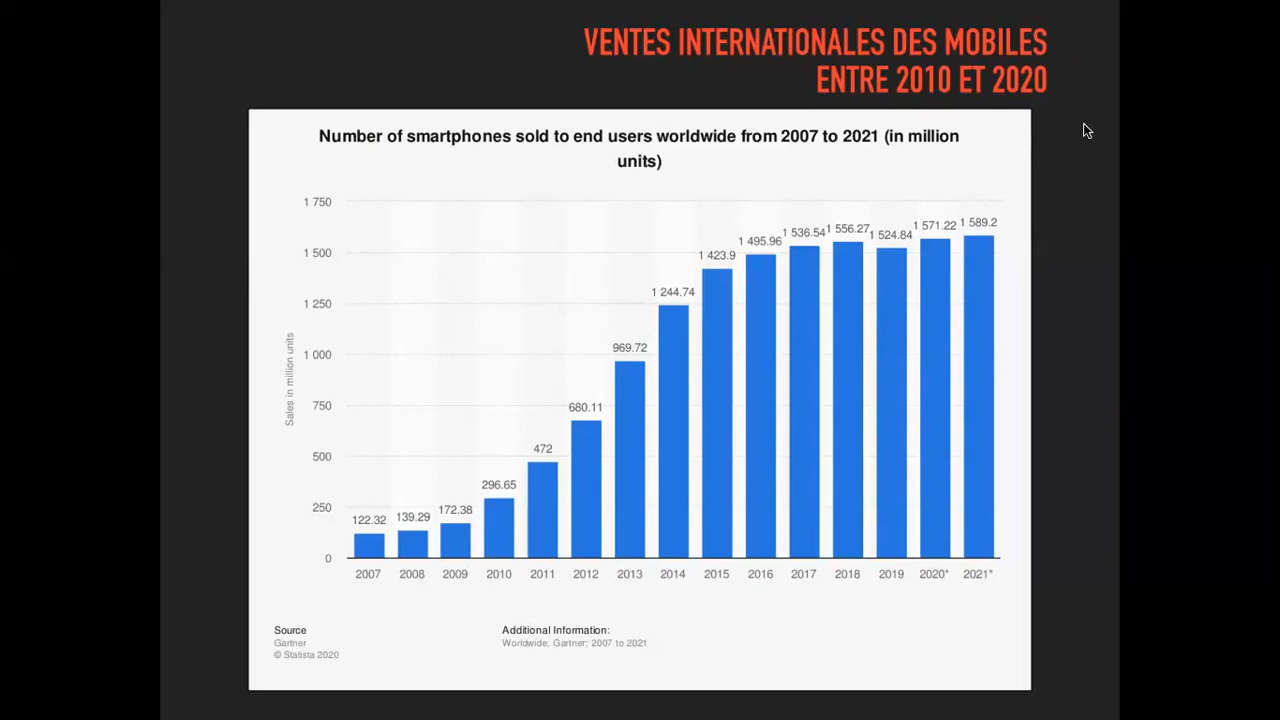 VENTES INTERNATIONALES DES MOBILES
ENTRE 2010 ET 2020
Number of smartphones sold to end users worldwide from 2007 to 2021 (in million
units)
Sales in million units
1 750
1 500
1 250
1 000
750
500
250
0
122.32
139.29
172.38
296.65
472
680.11
969.72
1 244.74
1 423.9
1 495.96
1 536.54
1 556.27
1 524.84
1 571.22
1 589.2
2007 2008 2009 2010 2011 2012 2013 2014 2015 2016 2017 2018 2019 2020* 2021*
Source
Gartner
© Statista 2020
Additional Information:
Worldwide; Gartner; 2007 to 2021